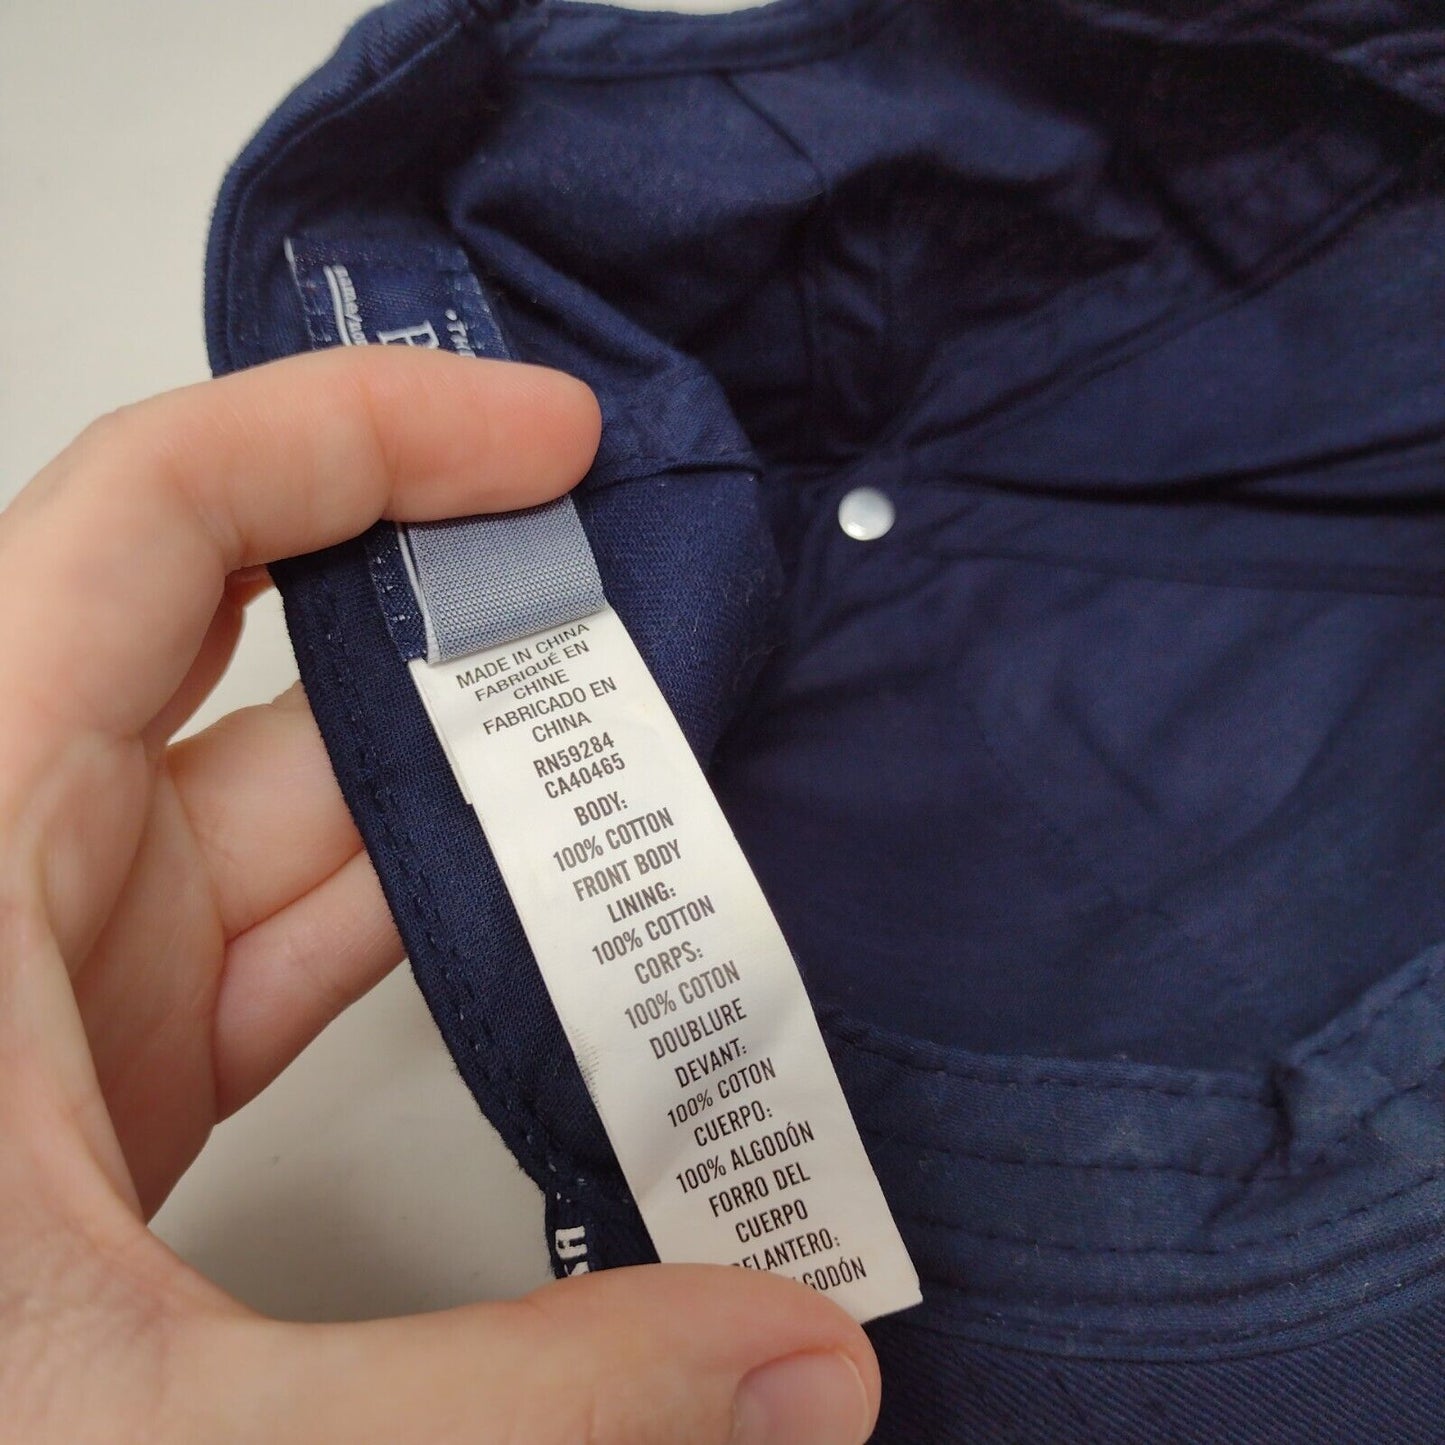 MADE IN CHINA
FABRIQUÉ EN
CHINE
FABRICADO EN
CHINA
RN59284
CA40465
BODY:
100% COTTON
FRONT BODY
LINING:
100% COTTON
CORPS:
100% COTON
DOUBLURE
DEVANT:
100% COTON
CUERPO:
100% ALGODÓN
FORRO DEL
CUERPO